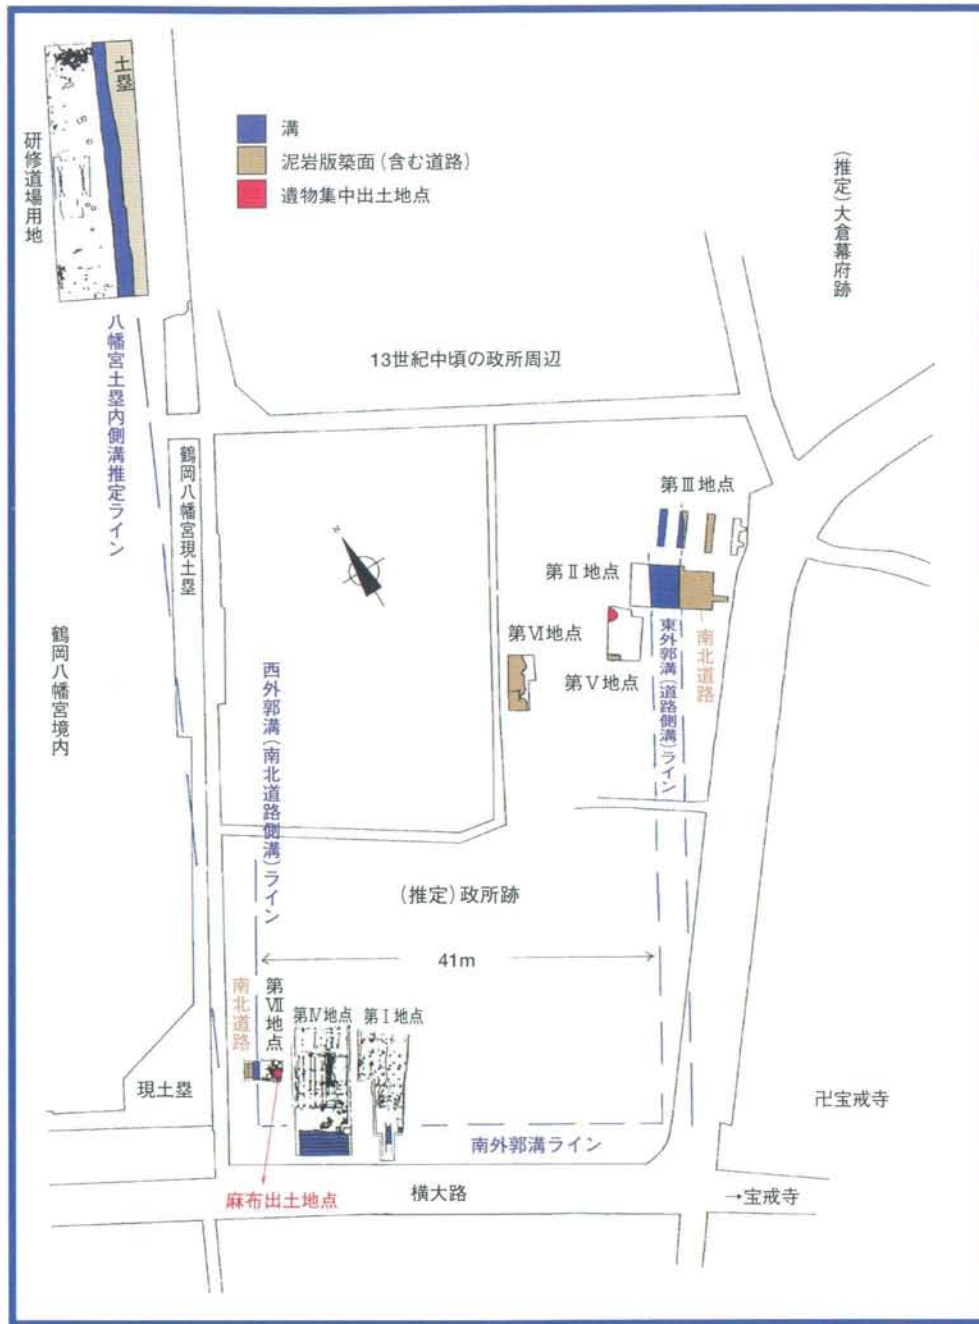 土塁
研修道場用地
溝
泥岩版築面(含む道路)
遺物集中出土地点
(推定)大倉幕府跡
八幡宮土塁内側溝推定ライン
13世紀中頃の政所周辺
鶴岡八幡宮現土塁
第Ⅲ地点
第Ⅱ地点
第Ⅵ地点
第Ⅴ地点
東外郭溝(道路側溝)ライン
南北道路
鶴岡八幡宮境内
西外郭溝(南北道路側溝)ライン
(推定)政所跡
41m
南北道路
第Ⅶ地点
第Ⅳ地点
第Ⅰ地点
現土塁
卍宝戒寺
南外郭溝ライン
麻布出土地点
横大路
→宝戒寺